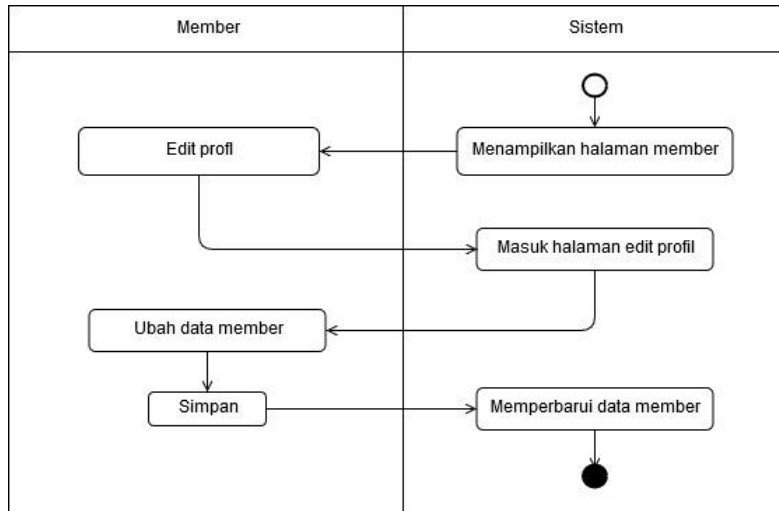 Member
Sistem
Menampilkan halaman member
Edit profl
Masuk halaman edit profil
Ubah data member
Simpan
Memperbarui data member